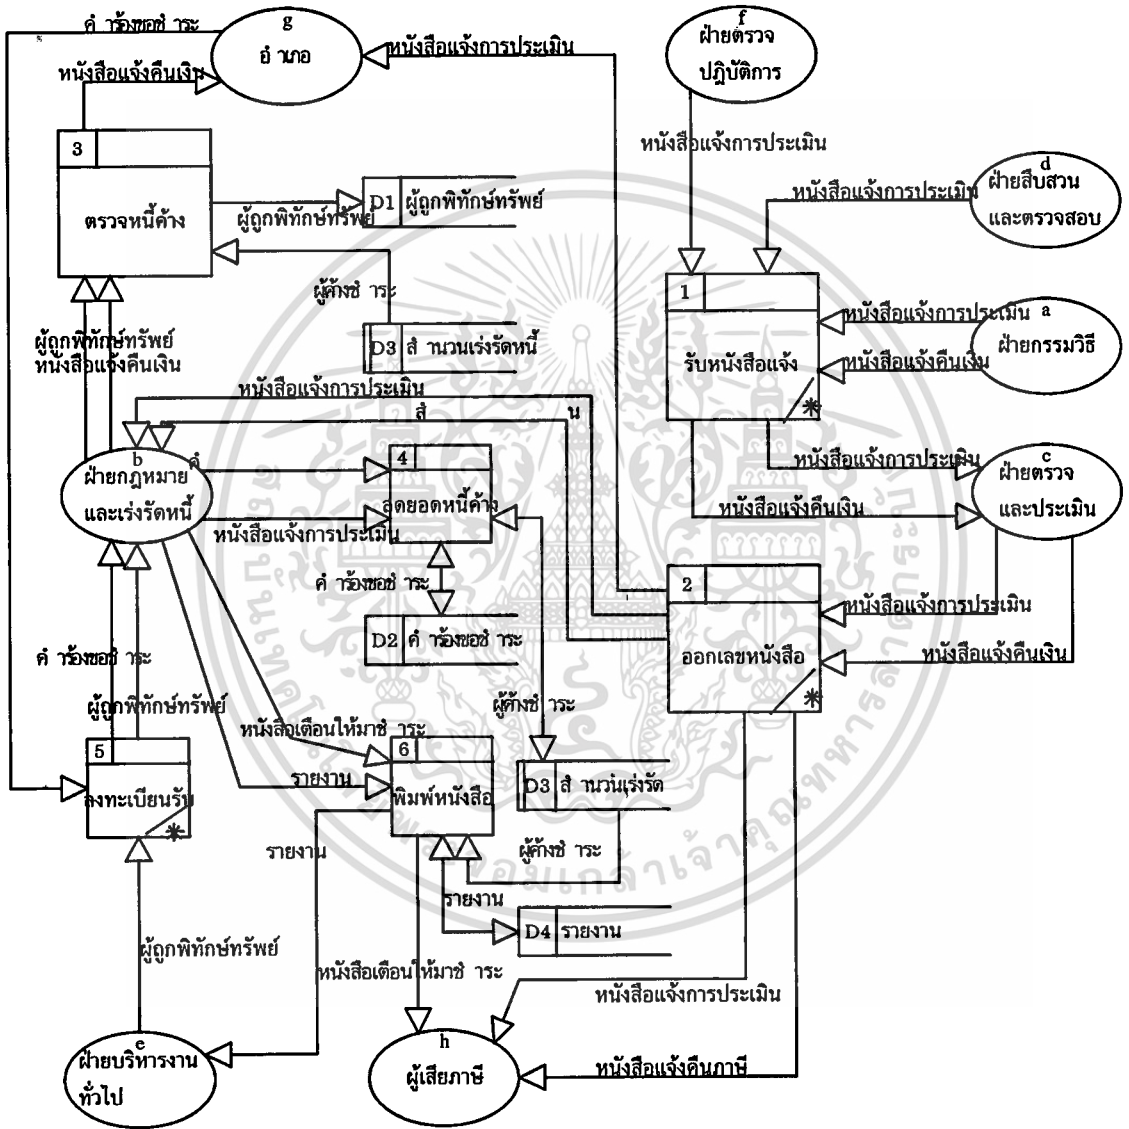 คํ าร้องขอชํ าระ
g
อํ าเภอ
หนังสือแจ้งการประเมิน
f
ฝ่ายตรวจ
ปฏิบัติการ
หนังสือแจ้งคืนเงิน
3
ตรวจหนี้ค้าง
D1 ผู้ถูกพิทักษ์ทรัพย์
ผู้ถูกพิทักษ์ทรัพย์
หนังสือแจ้งการประเมิน
หนังสือแจ้งการประเมิน
d
ฝ่ายสืบสวน
และตรวจสอบ
ผู้ค้างชํ าระ
D3 สํ านวนเร่งรัดหนี้
1
รับหนังสือแจ้ง
*
หนังสือแจ้งการประเมิน
หนังสือแจ้งคืนเงิน
a
ฝ่ายกรรมวิธี
ผู้ถูกพิทักษ์ทรัพย์
หนังสือแจ้งคืนเงิน
หนังสือแจ้งการประเมิน
สํ
น
b
ฝ่ายกฎหมาย
และเร่งรัดหนี้
คํ
4
ลดยอดหนี้ค้าง
หนังสือแจ้งการประเมิน
หนังสือแจ้งการประเมิน
หนังสือแจ้งคืนเงิน
c
ฝ่ายตรวจ
และประเมิน
คํ าร้องขอชํ าระ
D2 คํ าร้องขอชํ าระ
2
ออกเลขหนังสือ
*
หนังสือแจ้งการประเมิน
หนังสือแจ้งคืนเงิน
คํ าร้องขอชํ าระ
ผู้ถูกพิทักษ์ทรัพย์
ผู้ค้างชํ าระ
หนังสือเตือนให้มาชํ าระ
รายงาน
5
ลงทะเบียนรับ
*
6
พิมพ์หนังสือ
D3 สํ านวนเร่งรัด
รายงาน
ผู้ค้างชํ าระ
รายงาน
D4 รายงาน
ผู้ถูกพิทักษ์ทรัพย์
หนังสือเตือนให้มาชํ าระ
หนังสือแจ้งการประเมิน
e
ฝ่ายบริหารงาน
ทั่วไป
h
ผู้เสียภาษี
หนังสือแจ้งคืนภาษี